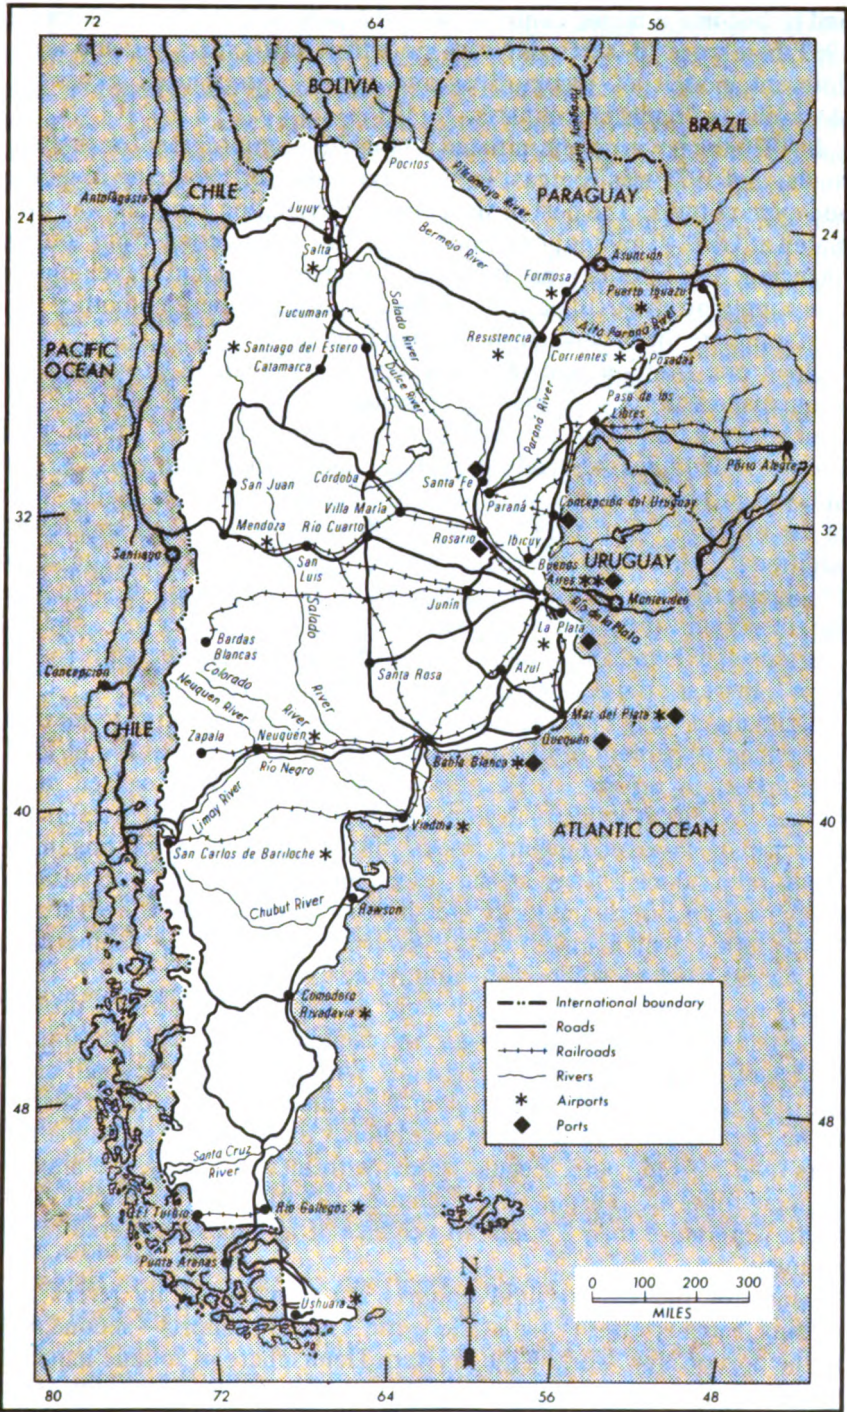 72
64
56
BOLIVIA
BRAZIL
Paraguay River
Pocitos
Pilcomayo River
PARAGUAY
Antofagasta
CHILE
24
24
Jujuy
Bermejo River
Asunción
Salta
Formosa
Puerto Iguazu
Tucuman
Salado River
Resistencia
Alto Paraná River
PACIFIC
OCEAN
Santiago del Estero
Corrientes
Posadas
Catamarca
Dulce River
Paraná River
Paso de los
Libres
Porto Alegre
Córdoba
Santa Fe
San Juan
Villa María
Paraná
Concepción del Uruguay
32
Mendoza
Río Cuarto
Rosario
Ibicuy
32
Santiago
San
Luis
Buenos
Aires
URUGUAY
Junín
Montevideo
Río de la Plata
Salado
River
La Plata
Bardas
Blancas
Santa Rosa
Azul
Concepción
Colorado
River
Neuquen River
CHILE
Mar del Plata
Zapala
Neuquén
Quequén
Río Negro
Bahía Blanca
40
Limay River
Viedma
ATLANTIC OCEAN
40
San Carlos de Bariloche
Chubut River
Rawson
Comodoro
Rivadavia
International boundary
Roads
Railroads
Rivers
Airports
Ports
48
48
Santa Cruz
River
El Turbio
Río Gallegos
Punta Arenas
N
Ushuaia
0 100 200 300
MILES
80
72
64
56
48